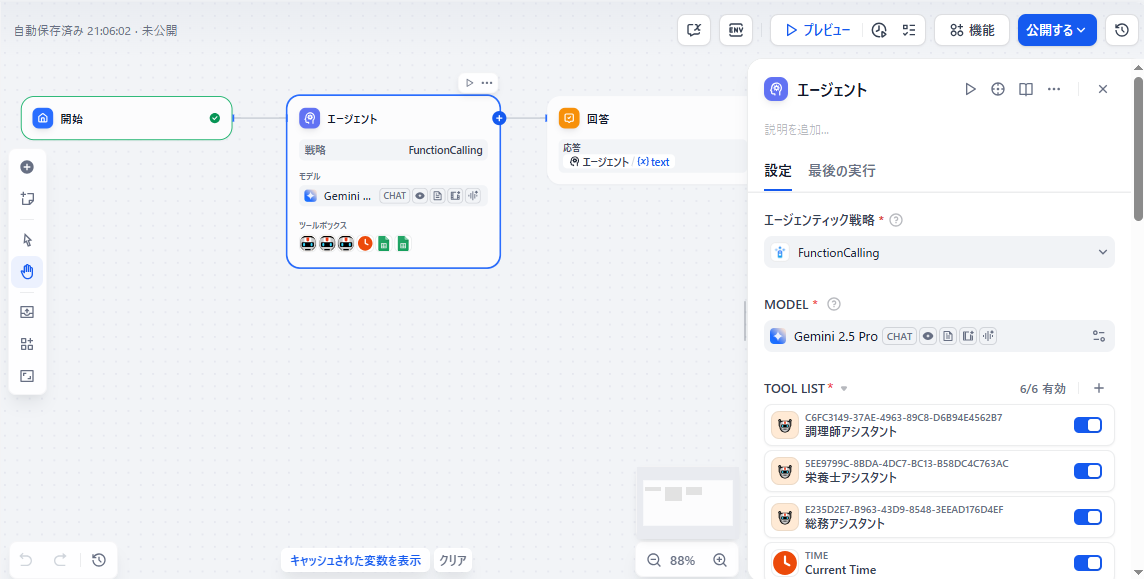 自動保存済み 21:06:02 · 未公開
ENV
プレビュー
機能
公開する
開始
エージェント
戦略 FunctionCalling
モデル
Gemini ... CHAT
ツールボックス
回答
応答
エージェント / {x} text
キャッシュされた変数を表示
クリア
88%
エージェント
説明を追加...
設定 最後の実行
エージェンティック戦略 *
FunctionCalling
MODEL *
Gemini 2.5 Pro CHAT
TOOL LIST *
6/6 有効
C6FC3149-37AE-4963-89C8-D6B94E4562B7
調理師アシスタント
5EE9799C-8BDA-4DC7-BC13-B58DC4C763AC
栄養士アシスタント
E235D2E7-B963-43D9-8548-3EEAD176D4EF
総務アシスタント
TIME
Current Time